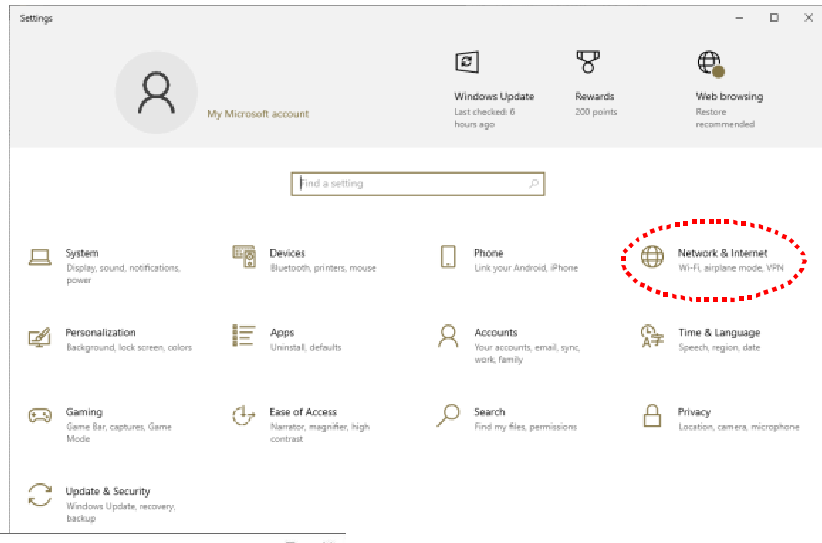 Settings
My Microsoft account
Windows Update
Last checked: 6
hours ago
Rewards
200 points
Web browsing
Restore
recommended
Find a setting
System
Display, sound, notifications,
power
Devices
Bluetooth, printers, mouse
Phone
Link your Android, iPhone
Network & Internet
Wi-Fi, airplane mode, VPN
Personalization
Background, lock screen, colors
Apps
Uninstall, defaults
Accounts
Your accounts, email, sync,
work, family
Time & Language
Speech, region, date
Gaming
Game Bar, captures, Game
Mode
Ease of Access
Narrator, magnifier, high
contrast
Search
Find my files, permissions
Privacy
Location, camera, microphone
Update & Security
Windows Update, recovery,
backup